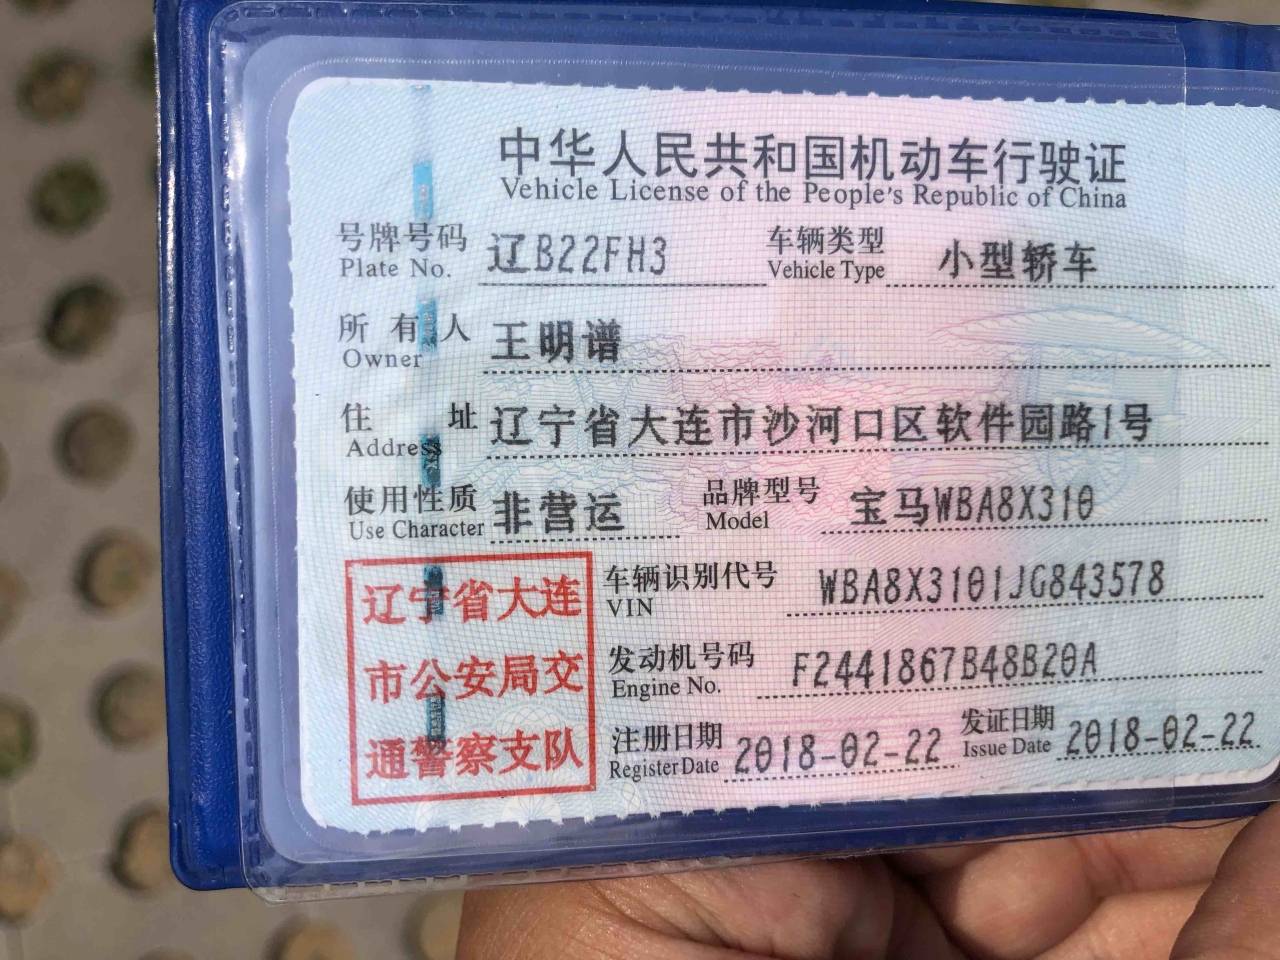 中华人民共和国机动车行驶证
Vehicle License of the People's Republic of China
号牌号码 辽B22FH3 车辆类型 小型轿车
Plate No. Vehicle Type
所有人 王明谱
Owner
住址 辽宁省大连市沙河口区软件园路1号
Address
使用性质 非营运 品牌型号 宝马WBA8X310
Use Character Model
辽宁省大连
市公安局交
通警察支队
车辆识别代号 WBA8X3101JG843578
VIN
发动机号码 F2441867B48B20A
Engine No.
注册日期 2018-02-22 发证日期 2018-02-22
Register Date Issue Date